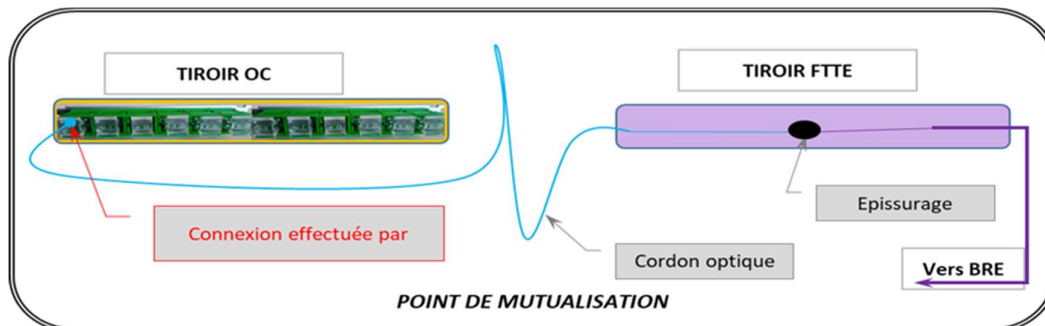 TIROIR OC
TIROIR FTTE
Connexion effectuée par
Epissurage
Cordon optique
Vers BRE
POINT DE MUTUALISATION